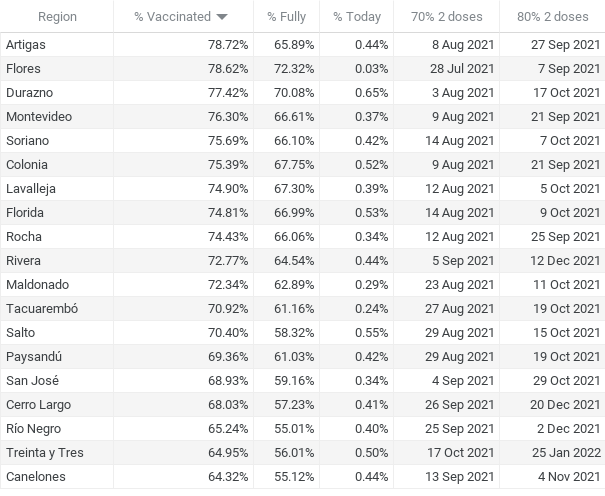 Region % Vaccinated % Fully % Today 70% 2 doses 80% 2 doses
Artigas 78.72% 65.89% 0.44% 8 Aug 2021 27 Sep 2021
Flores 78.62% 72.32% 0.03% 28 Jul 2021 7 Sep 2021
Durazno 77.42% 70.08% 0.65% 3 Aug 2021 17 Oct 2021
Montevideo 76.30% 66.61% 0.37% 9 Aug 2021 21 Sep 2021
Soriano 75.69% 66.10% 0.42% 14 Aug 2021 7 Oct 2021
Colonia 75.39% 67.75% 0.52% 9 Aug 2021 21 Sep 2021
Lavalleja 74.90% 67.30% 0.39% 12 Aug 2021 5 Oct 2021
Florida 74.81% 66.99% 0.53% 14 Aug 2021 9 Oct 2021
Rocha 74.43% 66.06% 0.34% 12 Aug 2021 25 Sep 2021
Rivera 72.77% 64.54% 0.44% 5 Sep 2021 12 Dec 2021
Maldonado 72.34% 62.89% 0.29% 23 Aug 2021 11 Oct 2021
Tacuarembó 70.92% 61.16% 0.24% 27 Aug 2021 19 Oct 2021
Salto 70.40% 58.32% 0.55% 29 Aug 2021 15 Oct 2021
Paysandú 69.36% 61.03% 0.42% 29 Aug 2021 19 Oct 2021
San José 68.93% 59.16% 0.34% 4 Sep 2021 29 Oct 2021
Cerro Largo 68.03% 57.23% 0.41% 26 Sep 2021 20 Dec 2021
Río Negro 65.24% 55.01% 0.40% 25 Sep 2021 2 Dec 2021
Treinta y Tres 64.95% 56.01% 0.50% 17 Oct 2021 25 Jan 2022
Canelones 64.32% 55.12% 0.44% 13 Sep 2021 4 Nov 2021